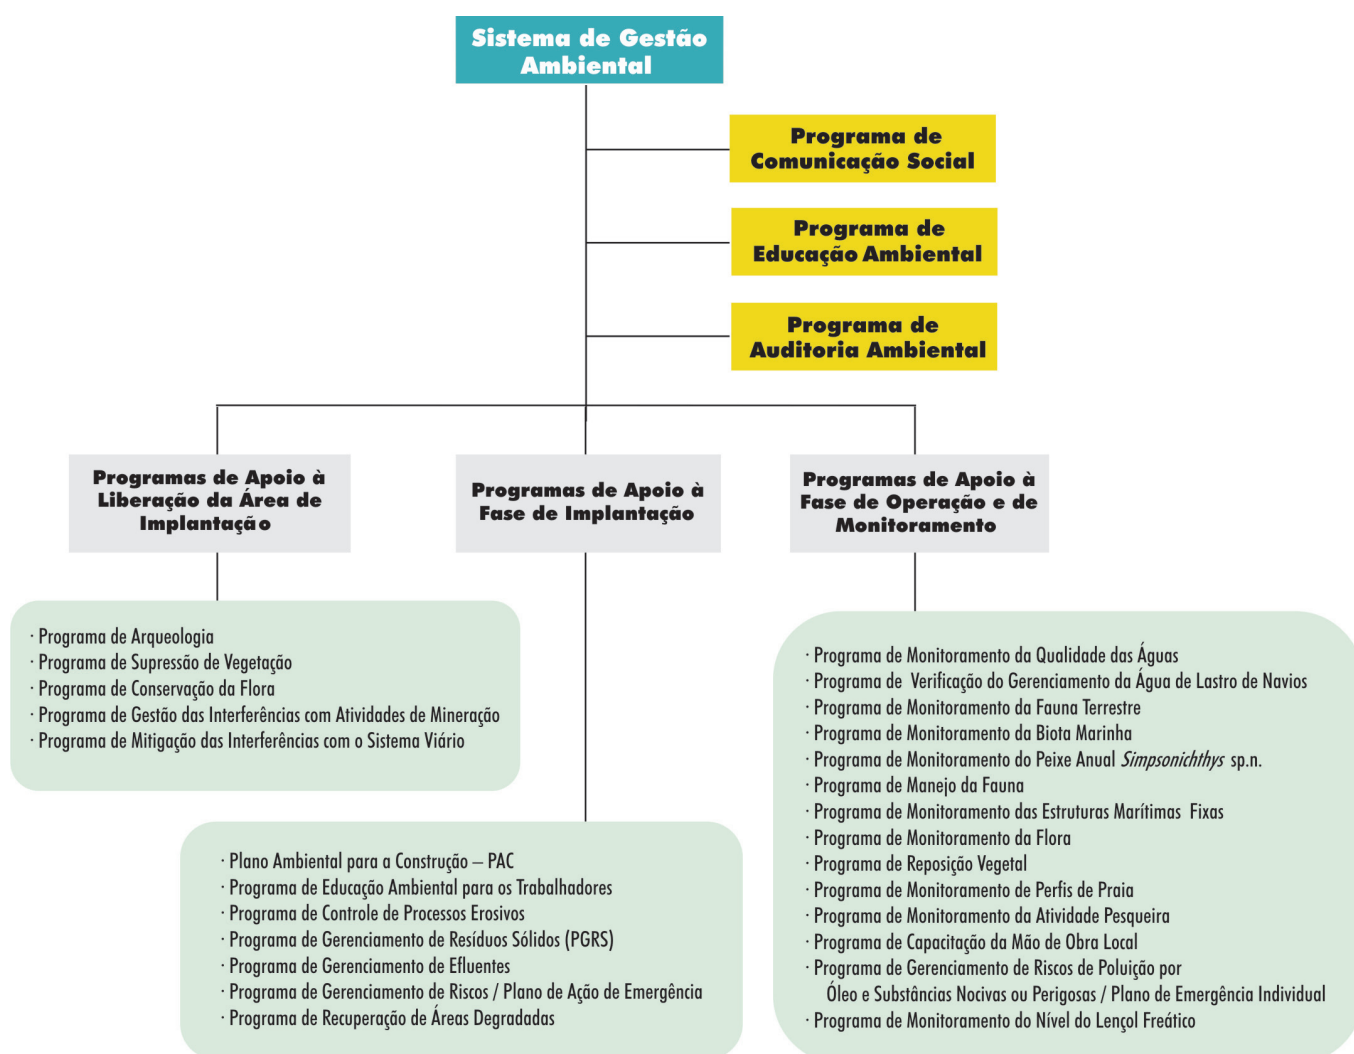 Sistema de Gestão
Ambiental
Programa de
Comunicação Social
Programa de
Educação Ambiental
Programa de
Auditoria Ambiental
Programas de Apoio à
Liberação da Área de
Implantação
Programas de Apoio à
Fase de Implantação
Programas de Apoio à
Fase de Operação e de
Monitoramento
· Programa de Arqueologia
· Programa de Supressão de Vegetação
· Programa de Conservação da Flora
· Programa de Gestão das Interferências com Atividades de Mineração
· Programa de Mitigação das Interferências com o Sistema Viário
· Plano Ambiental para a Construção – PAC
· Programa de Educação Ambiental para os Trabalhadores
· Programa de Controle de Processos Erosivos
· Programa de Gerenciamento de Resíduos Sólidos (PGRS)
· Programa de Gerenciamento de Efluentes
· Programa de Gerenciamento de Riscos / Plano de Ação de Emergência
· Programa de Recuperação de Áreas Degradadas
· Programa de Monitoramento da Qualidade das Águas
· Programa de Verificação do Gerenciamento da Água de Lastro de Navios
· Programa de Monitoramento da Fauna Terrestre
· Programa de Monitoramento da Biota Marinha
· Programa de Monitoramento do Peixe Anual Simpsonichthys sp.n.
· Programa de Manejo da Fauna
· Programa de Monitoramento das Estruturas Marítimas Fixas
· Programa de Monitoramento da Flora
· Programa de Reposição Vegetal
· Programa de Monitoramento de Perfis de Praia
· Programa de Monitoramento da Atividade Pesqueira
· Programa de Capacitação da Mão de Obra Local
· Programa de Gerenciamento de Riscos de Poluição por
Óleo e Substâncias Nocivas ou Perigosas / Plano de Emergência Individual
· Programa de Monitoramento do Nível do Lençol Freático